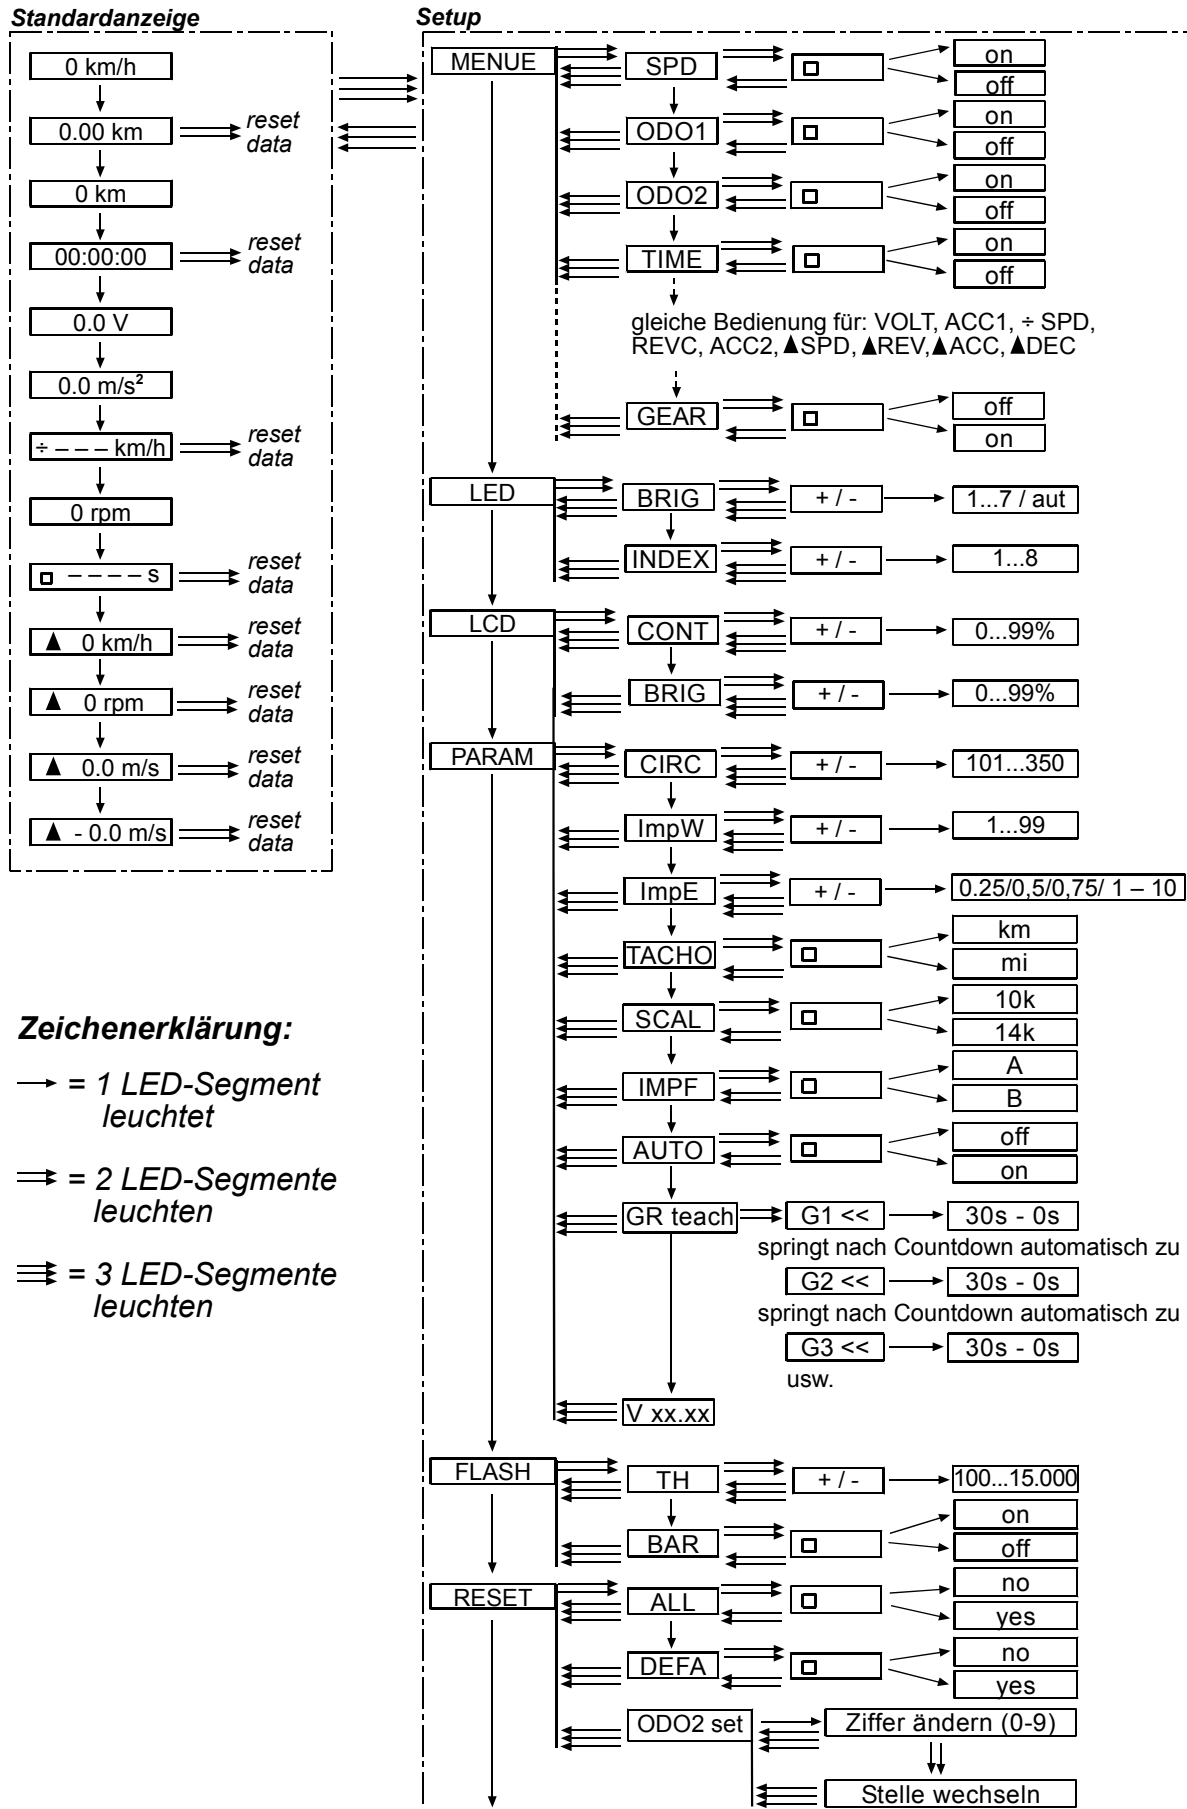 Standardanzeige
0 km/h
0.00 km
reset
data
0 km
00:00:00
reset
data
0.0 V
0.0 m/s²
÷ – – – km/h
reset
data
0 rpm
– – – – s
reset
data
▲ 0 km/h
reset
data
▲ 0 rpm
reset
data
▲ 0.0 m/s
reset
data
▲ - 0.0 m/s
reset
data
Zeichenerklärung:
= 1 LED-Segment
leuchtet
= 2 LED-Segmente
leuchten
= 3 LED-Segmente
leuchten
Setup
MENUE
SPD
on
off
ODO1
on
off
ODO2
on
off
TIME
on
off
gleiche Bedienung für: VOLT, ACC1, ÷ SPD,
REVC, ACC2, ▲SPD, ▲REV, ▲ACC, ▲DEC
GEAR
off
on
LED
BRIG
+ / -
1...7 / aut
INDEX
+ / -
1...8
LCD
CONT
+ / -
0...99%
BRIG
+ / -
0...99%
PARAM
CIRC
+ / -
101...350
ImpW
+ / -
1...99
ImpE
+ / -
0.25/0,5/0,75/ 1 – 10
TACHO
km
mi
SCAL
10k
14k
IMPF
A
B
AUTO
off
on
GR teach
G1 <<
30s - 0s
springt nach Countdown automatisch zu
G2 <<
30s - 0s
springt nach Countdown automatisch zu
G3 <<
30s - 0s
usw.
V xx.xx
FLASH
TH
+ / -
100...15.000
BAR
on
off
RESET
ALL
no
yes
DEFA
no
yes
ODO2 set
Ziffer ändern (0-9)
Stelle wechseln